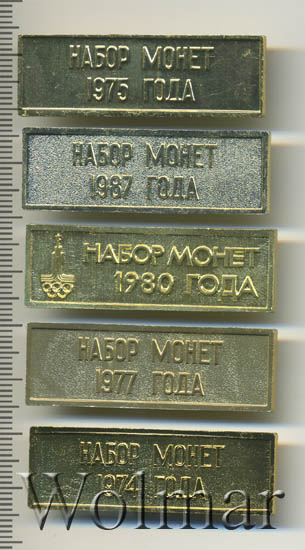 НАБОР МОНЕТ
1975 ГОДА
НАБОР МОНЕТ
1987 ГОДА
НАБОР МОНЕТ
1980 ГОДА
НАБОР МОНЕТ
1977 ГОДА
НАБОР МОНЕТ
1974 ГОДА
Wolmar